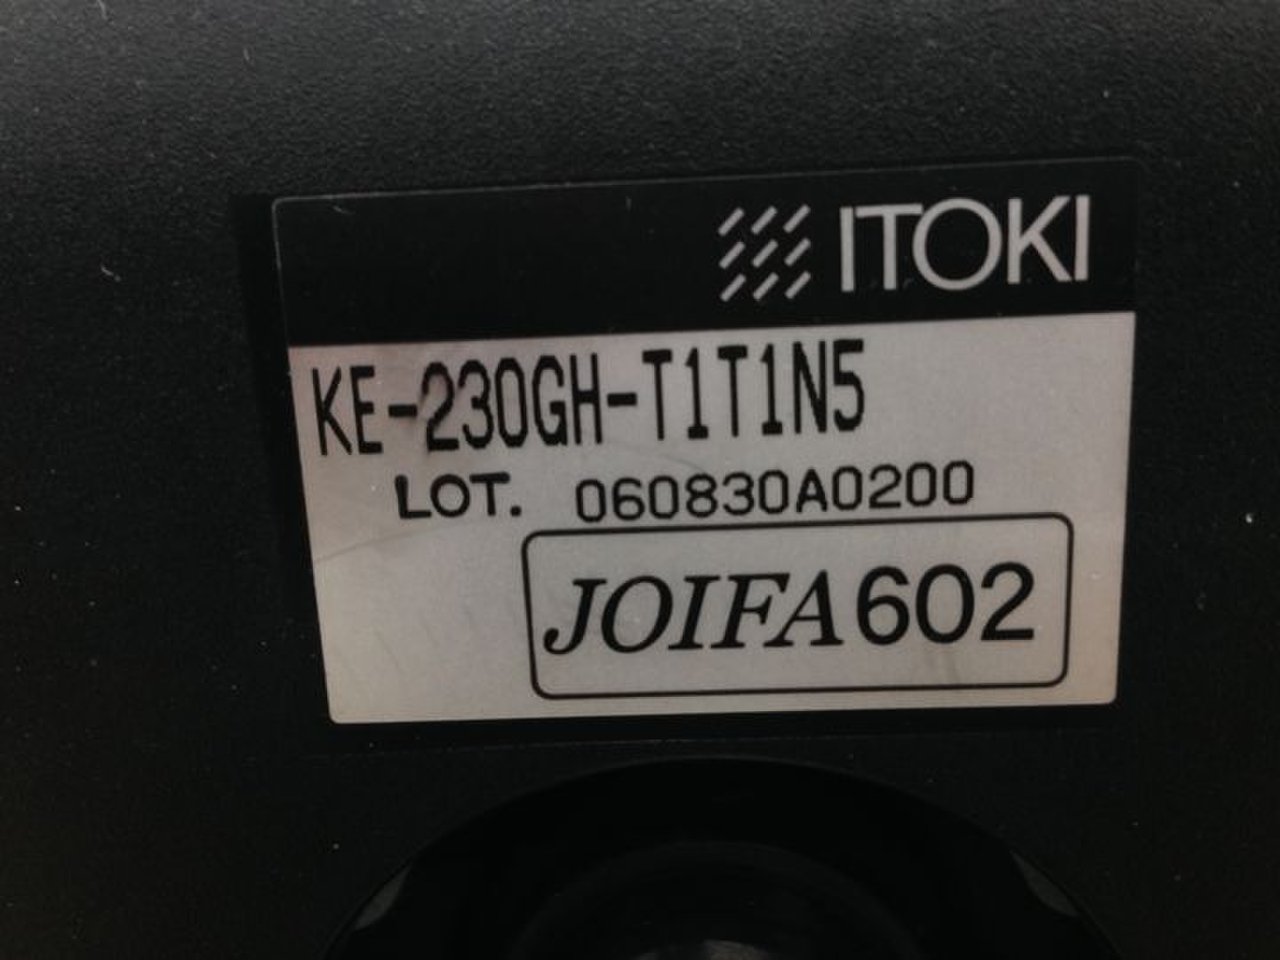 ITOKI
KE-230GH-T1T1N5
LOT. 060830A0200
JOIFA602